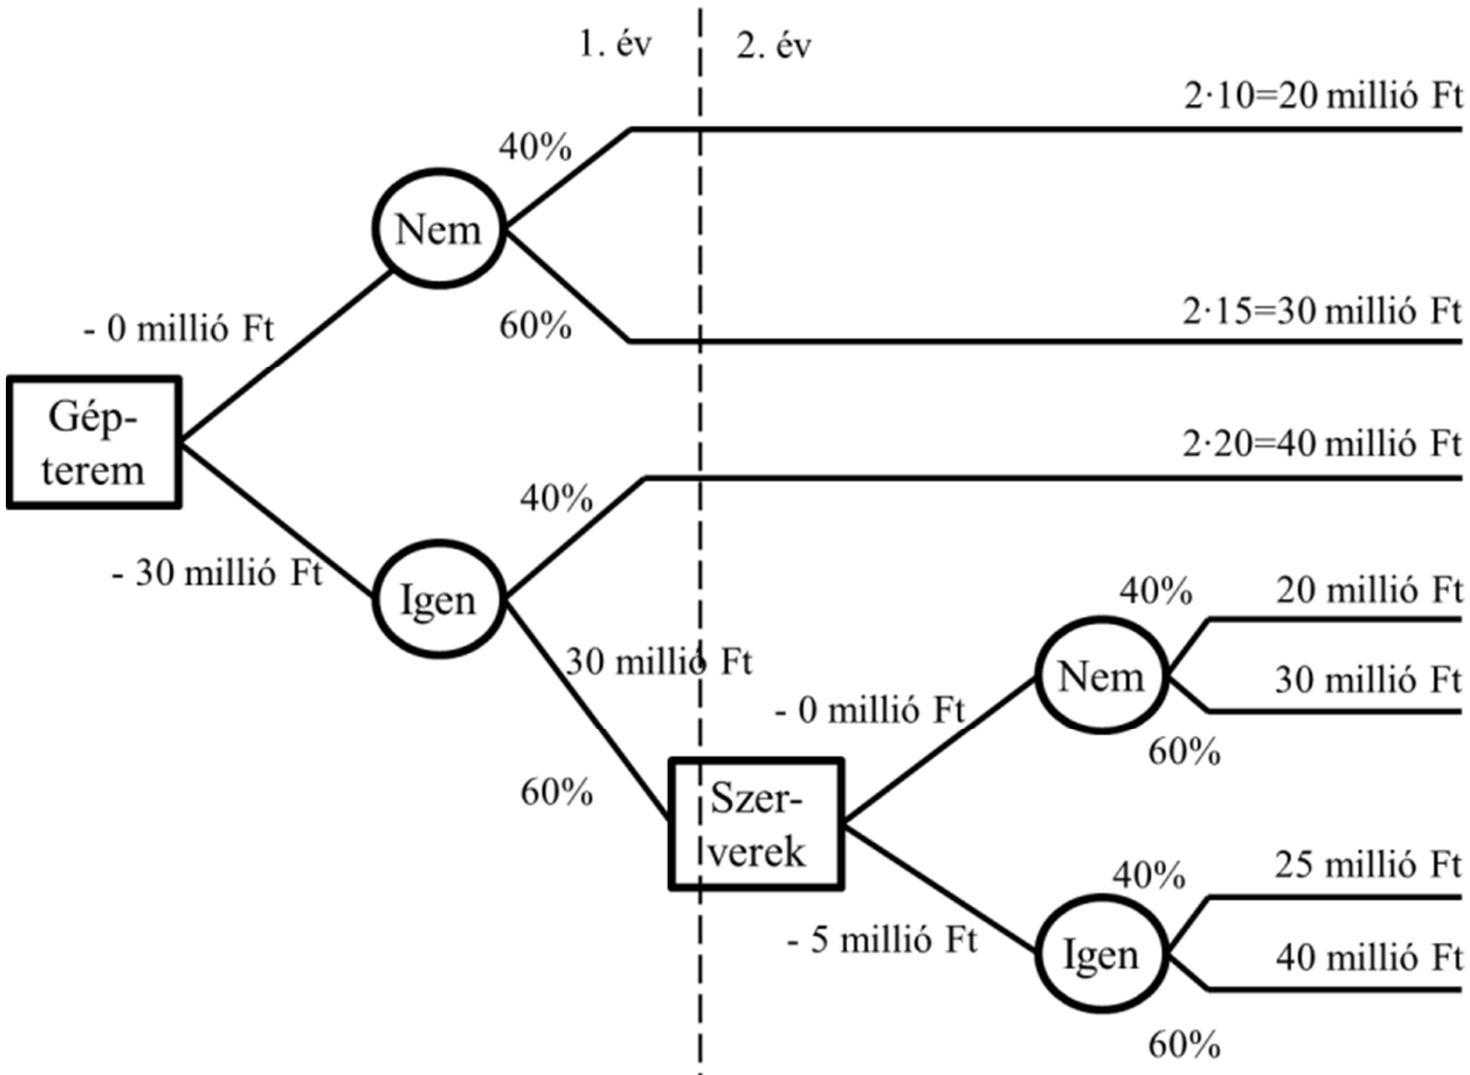 1. év
2. év
2·10=20 millió Ft
40%
Nem
60%
2·15=30 millió Ft
- 0 millió Ft
Gép-
terem
2·20=40 millió Ft
40%
- 30 millió Ft
Igen
30 millió Ft
60%
Szer-
verek
- 0 millió Ft
40%
20 millió Ft
Nem
30 millió Ft
60%
- 5 millió Ft
40%
25 millió Ft
Igen
40 millió Ft
60%